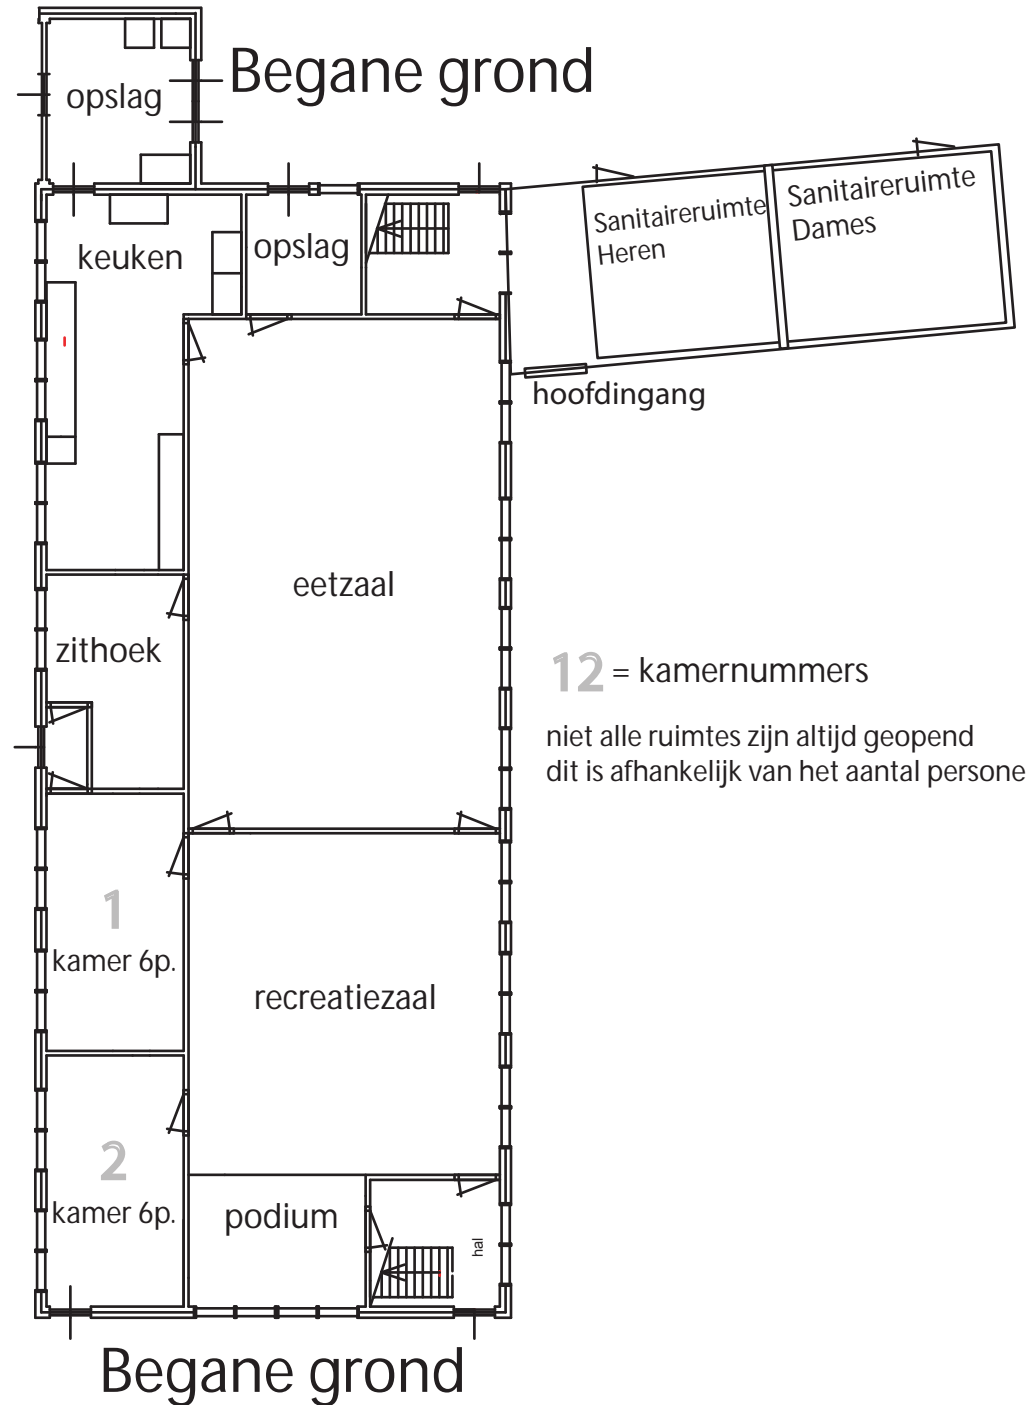 Begane grond
opslag
Sanitaireruimte
Heren
Sanitaireruimte
Dames
keuken
opslag
hoofdingang
eetzaal
zithoek
12 = kamernummers
niet alle ruimtes zijn altijd geopend
dit is afhankelijk van het aantal persone
1
kamer 6p.
recreatiezaal
2
kamer 6p.
podium
hal
Begane grond